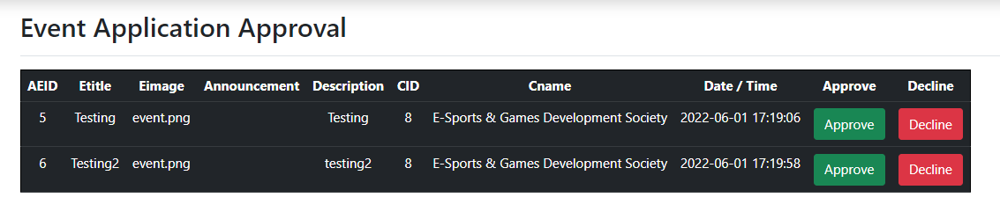 Event Application Approval
AEID Etitle Eimage Announcement Description CID Cname Date / Time Approve Decline
5 Testing event.png Testing 8 E-Sports & Games Development Society 2022-06-01 17:19:06 Approve Decline
6 Testing2 event.png testing2 8 E-Sports & Games Development Society 2022-06-01 17:19:58 Approve Decline